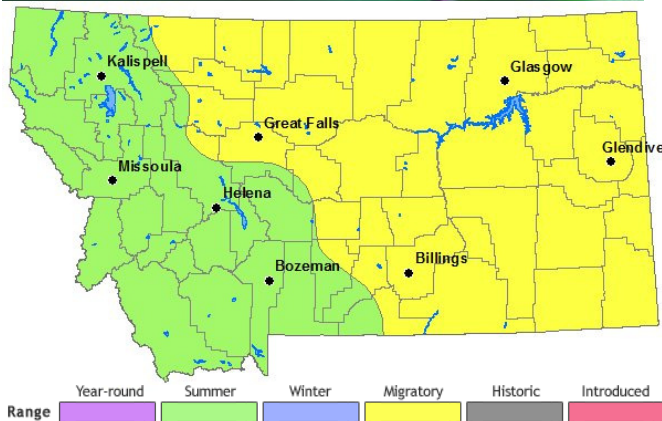 Kalispell
Glasgow
Great Falls
Glendive
Missoula
Helena
Billings
Bozeman
Year-round Summer Winter Migratory Historic Introduced
Range